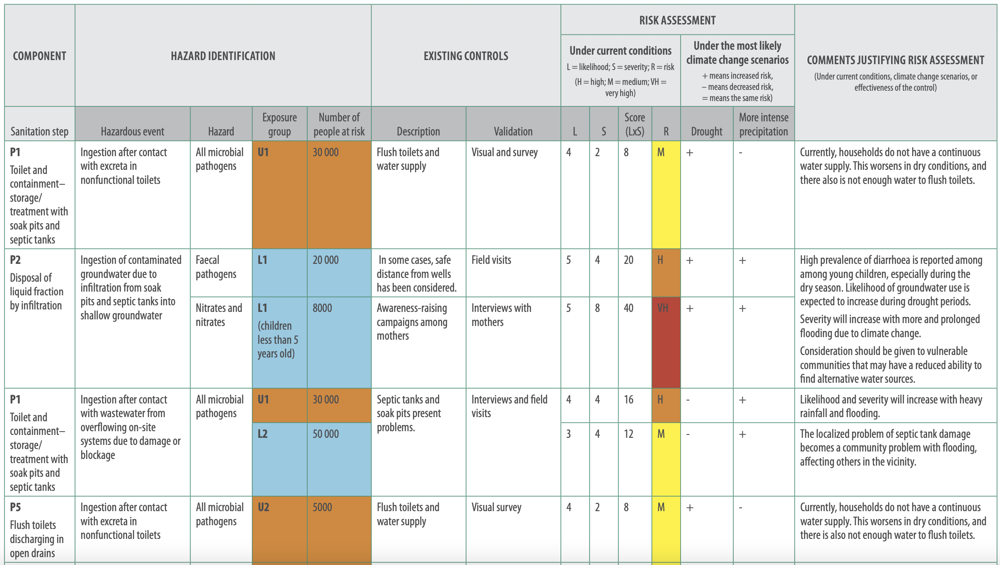 COMPONENT
HAZARD IDENTIFICATION
EXISTING CONTROLS
RISK ASSESSMENT
Under current conditions
L = likelihood; S = severity; R = risk
(H = high; M = medium; VH =
very high)
Under the most likely
climate change scenarios
+ means increased risk,
– means decreased risk,
= means the same risk)
COMMENTS JUSTIFYING RISK ASSESSMENT
(Under current conditions, climate change scenarios, or
effectiveness of the control)
Sanitation step
Hazardous event
Hazard
Exposure
group
Number of
people at risk
Description
Validation
L
S
Score
(LxS)
R
Drought
More intense
precipitation
P1
Toilet and
containment–
storage/
treatment with
soak pits and
septic tanks
Ingestion after contact
with excreta in
nonfunctional toilets
All microbial
pathogens
U1
30 000
Flush toilets and
water supply
Visual and survey
4
2
8
M
+
-
Currently, households do not have a continuous
water supply. This worsens in dry conditions, and
there also is not enough water to flush toilets.
P2
Disposal of
liquid fraction
by infiltration
Ingestion of contaminated
groundwater due to
infiltration from soak
pits and septic tanks into
shallow groundwater
Faecal
pathogens
L1
20 000
In some cases, safe
distance from wells
has been considered.
Field visits
5
4
20
H
+
+
High prevalence of diarrhoea is reported among
among young children, especially during the
dry season. Likelihood of groundwater use is
expected to increase during drought periods.
Severity will increase with more and prolonged
flooding due to climate change.
Consideration should be given to vulnerable
communities that may have a reduced ability to
find alternative water sources.
Nitrates and
nitrates
L1
(children
less than 5
years old)
8000
Awareness-raising
campaigns among
mothers
Interviews with
mothers
5
8
40
VH
+
+
P1
Toilet and
containment–
storage/
treatment with
soak pits and
septic tanks
Ingestion after contact
with wastewater from
overflowing on-site
systems due to damage or
blockage
All microbial
pathogens
U1
30 000
Septic tanks and
soak pits present
problems.
Interviews and field
visits
4
4
16
H
-
+
Likelihood and severity will increase with heavy
rainfall and flooding.
L2
50 000
3
4
12
M
-
+
The localized problem of septic tank damage
becomes a community problem with flooding,
affecting others in the vicinity.
P5
Flush toilets
discharging in
open drains
Ingestion after contact
with excreta in
nonfunctional toilets
All microbial
pathogens
U2
5000
Flush toilets and
water supply
Visual survey
4
2
8
M
+
-
Currently, households do not have a continuous
water supply. This worsens in dry conditions, and
there is also not enough water to flush toilets.